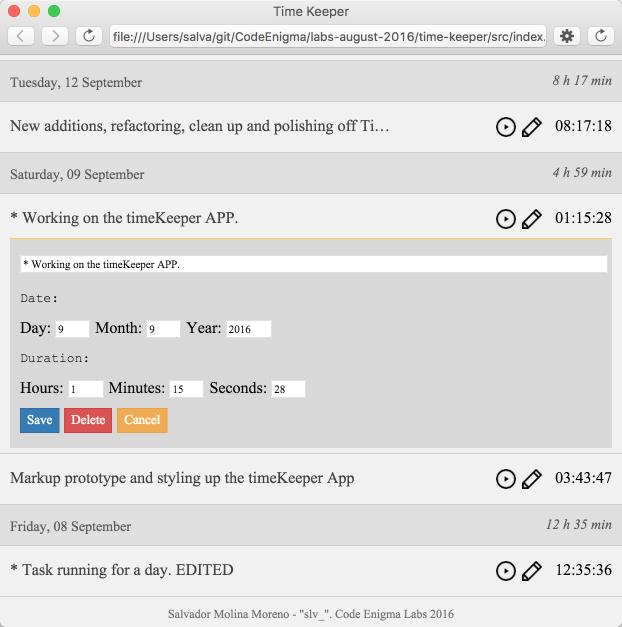 Time Keeper
file:///Users/salva/git/CodeEnigma/labs-august-2016/time-keeper/src/index.
Tuesday, 12 September 8 h 17 min
New additions, refactoring, clean up and polishing off Ti… 08:17:18
Saturday, 09 September 4 h 59 min
* Working on the timeKeeper APP. 01:15:28
* Working on the timeKeeper APP.
Date:
Day: 9 Month: 9 Year: 2016
Duration:
Hours: 1 Minutes: 15 Seconds: 28
Save Delete Cancel
Markup prototype and styling up the timeKeeper App 03:43:47
Friday, 08 September 12 h 35 min
* Task running for a day. EDITED 12:35:36
Salvador Molina Moreno - "slv_". Code Enigma Labs 2016